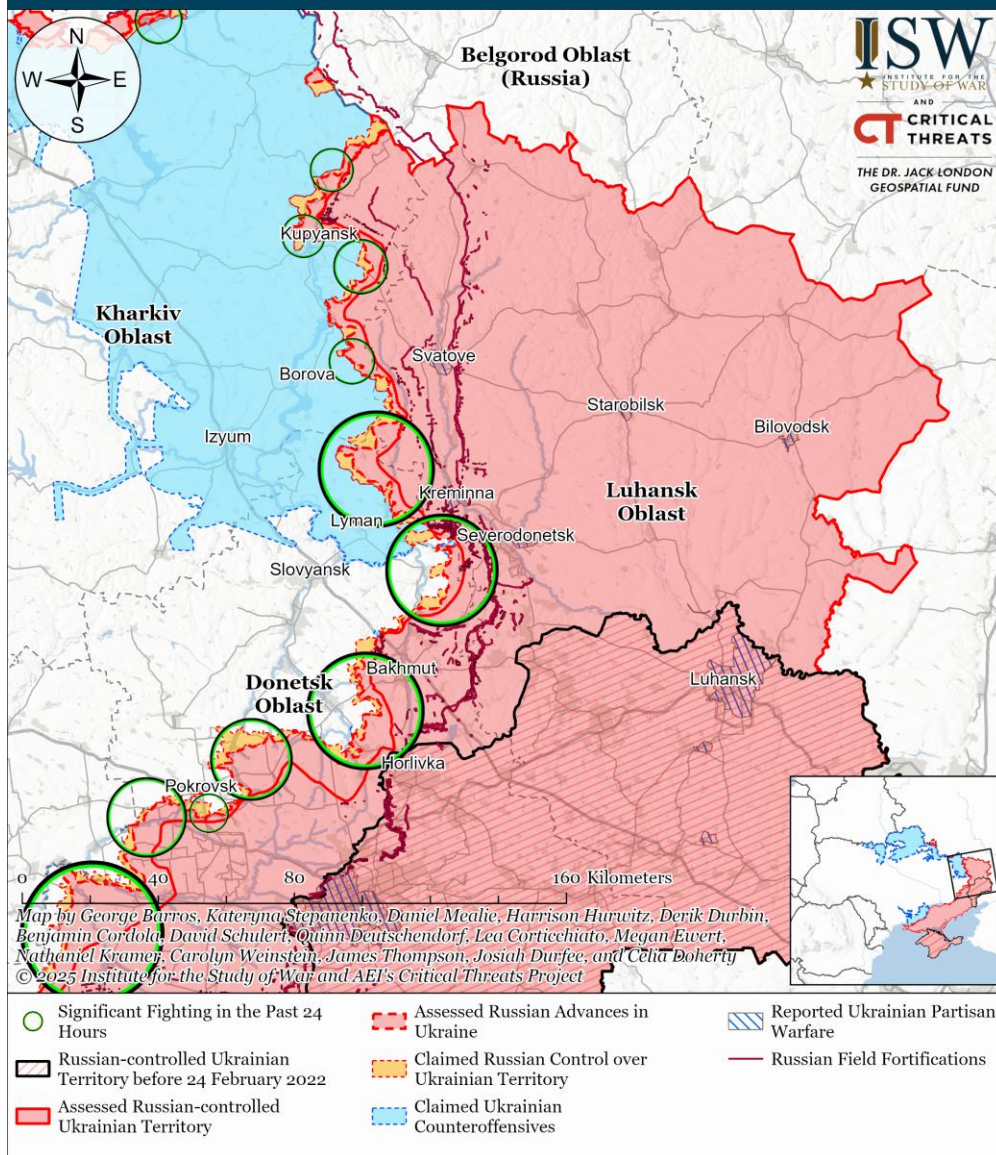 N
W E
S
Belgorod Oblast
(Russia)
ISW
INSTITUTE FOR THE
STUDY OF WAR
AND
CT CRITICAL
THREATS
THE DR. JACK LONDON
GEOSPATIAL FUND
Kupyansk
Kharkiv
Oblast
Svatove
Borova
Starobilsk
Bilovodsk
Izyum
Kreminna
Luhansk
Oblast
Lyman
Severodonetsk
Slovyansk
Bakhmut
Luhansk
Donetsk
Oblast
Horlivka
Pokrovsk
0 40 80 160 Kilometers
Map by George Barros, Kateryna Stepanenko, Daniel Mealie, Harrison Hurwitz, Derik Durbin,
Benjamin Cordola, David Schulert, Quinn Deutschendorf, Lea Corticchiato, Megan Ewert,
Nathaniel Kramer, Carolyn Weinstein, James Thompson, Josiah Durfee, and Celia Doherty
© 2025 Institute for the Study of War and AEI's Critical Threats Project
Significant Fighting in the Past 24
Hours
Russian-controlled Ukrainian
Territory before 24 February 2022
Assessed Russian-controlled
Ukrainian Territory
Assessed Russian Advances in
Ukraine
Claimed Russian Control over
Ukrainian Territory
Claimed Ukrainian
Counteroffensives
Reported Ukrainian Partisan
Warfare
Russian Field Fortifications